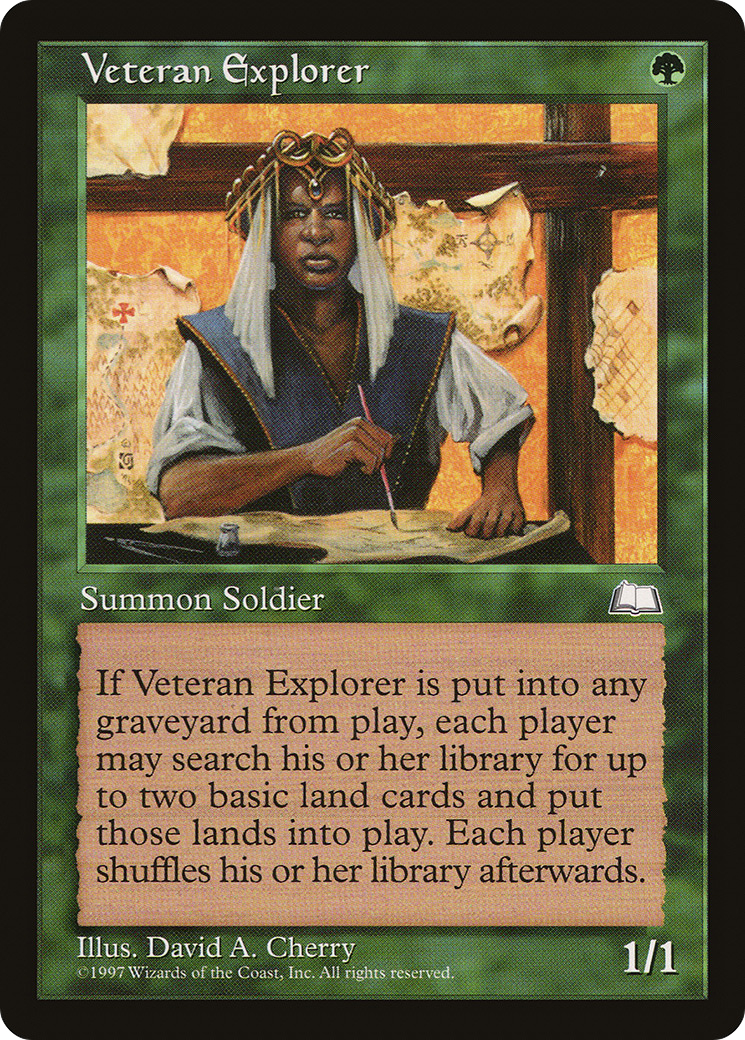 Veteran Explorer
Summon Soldier
If Veteran Explorer is put into any
graveyard from play, each player
may search his or her library for up
to two basic land cards and put
those lands into play. Each player
shuffles his or her library afterwards.
Illus. David A. Cherry
©1997 Wizards of the Coast, Inc. All rights reserved.
1/1